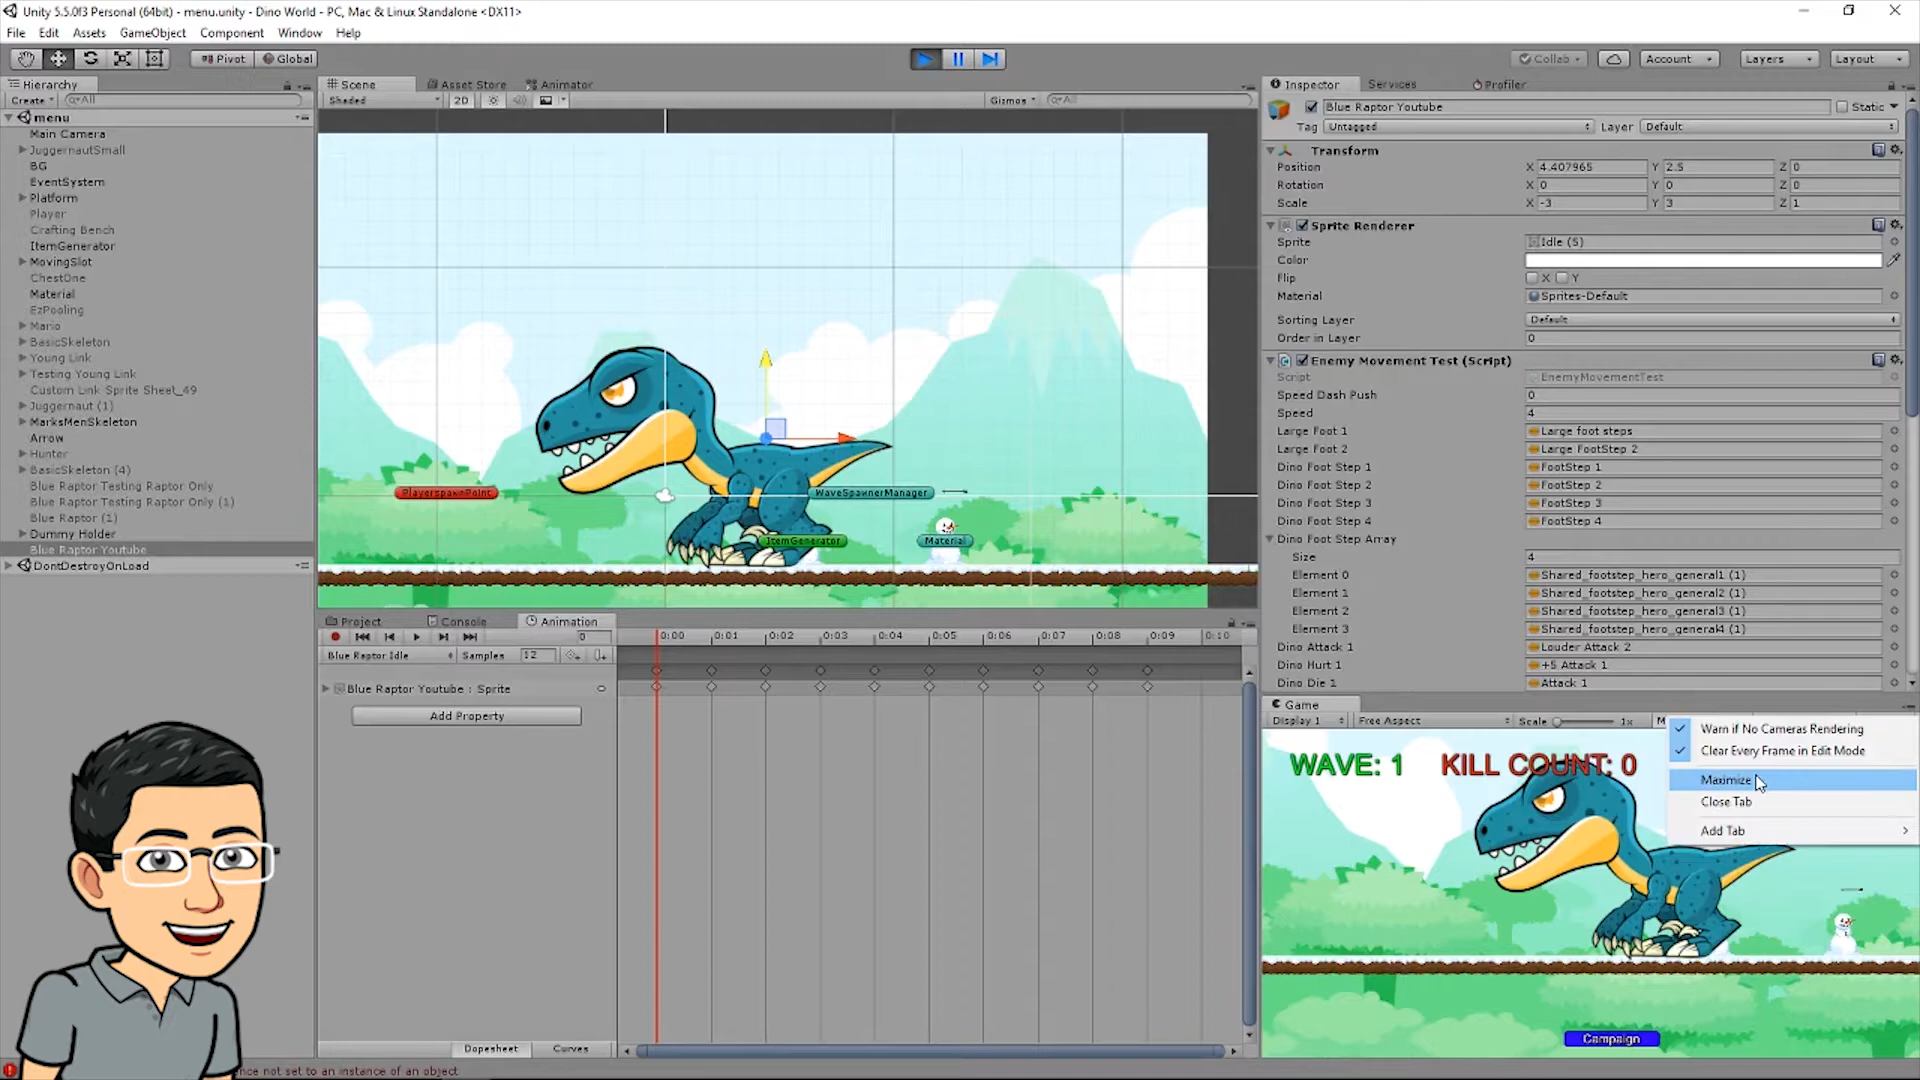 Unity 5.5.0f3 Personal (64bit) - menu.unity - Dino World - PC, Mac & Linux Standalone <DX11>
File Edit Assets GameObject Component Window Help
Pivot Global Collab Account Layers Layout
Hierarchy
Create All
menu
Main Camera
JuggernautSmall
BG
EventSystem
Platform
Player
Crafting Bench
ItemGenerator
MovingSlot
ChestOne
Material
EzPooling
Mario
BasicSkeleton
Young Link
Testing Young Link
Custom Link Sprite Sheet_49
Juggernaut (1)
MarksMenSkeleton
Arrow
Hunter
BasicSkeleton (4)
Blue Raptor Testing Raptor Only
Blue Raptor Testing Raptor Only (1)
Blue Raptor (1)
Dummy Holder
Blue Raptor Youtube
DontDestroyOnLoad
Scene Asset Store Animator
Shaded 2D Gizmos All
PlayerspawnPoint
WaveSpawnerManager
ItemGenerator
Material
Project Console Animation
0 0:00 0:01 0:02 0:03 0:04 0:05 0:06 0:07 0:08 0:09 0:10
Blue Raptor Idle Samples 12
Blue Raptor Youtube : Sprite
Add Property
Dopesheet Curves
Inspector Services Profiler
Blue Raptor Youtube Static
Tag Untagged Layer Default
Transform
Position X 4.407965 Y 2.5 Z 0
Rotation X 0 Y 0 Z 0
Scale X -3 Y 3 Z 1
Sprite Renderer
Sprite Idle (5)
Color
Flip X Y
Material Sprites-Default
Sorting Layer Default
Order in Layer 0
Enemy Movement Test (Script)
Script EnemyMovementTest
Speed Dash Push 0
Speed 4
Large Foot 1 Large foot steps
Large Foot 2 Large FootStep 2
Dino Foot Step 1 FootStep 1
Dino Foot Step 2 FootStep 2
Dino Foot Step 3 FootStep 3
Dino Foot Step 4 FootStep 4
Dino Foot Step Array
Size 4
Element 0 Shared_footstep_hero_general1 (1)
Element 1 Shared_footstep_hero_general2 (1)
Element 2 Shared_footstep_hero_general3 (1)
Element 3 Shared_footstep_hero_general4 (1)
Dino Attack 1 Louder Attack 2
Dino Hurt 1 +5 Attack 1
Dino Die 1 Attack 1
Game
Display 1 Free Aspect Scale 1x M
Warn if No Cameras Rendering
Clear Every Frame in Edit Mode
Maximize
Close Tab
Add Tab
WAVE: 1 KILL COUNT: 0
Campaign
nce not set to an instance of an object